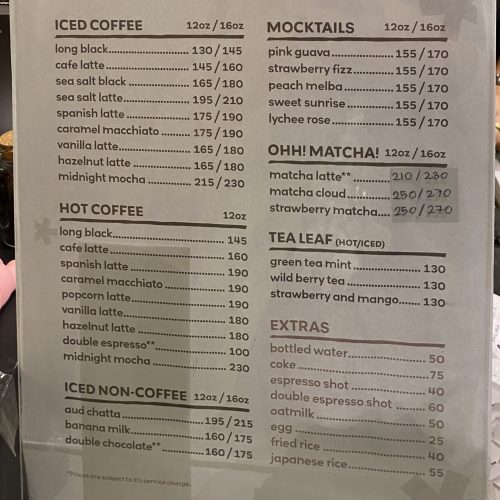 ICED COFFEE 12oz / 16oz
long black 130 / 145
cafe latte 145 / 160
sea salt black 165 / 180
sea salt latte 195 / 210
spanish latte 175 / 190
caramel macchiato 175 / 190
vanilla latte 165 / 180
hazelnut latte 165 / 180
midnight mocha 215 / 230
HOT COFFEE 12oz
long black 145
cafe latte 160
spanish latte 190
caramel macchiato 190
popcorn latte 190
vanilla latte 180
hazelnut latte 180
double espresso** 100
midnight mocha 230
ICED NON-COFFEE 12oz / 16oz
aud chatta 195 / 215
banana milk 160 / 175
double chocolate** 160 / 175
*Prices are subject to 5% service charge.
MOCKTAILS 12oz / 16oz
pink guava 155 / 170
strawberry fizz 155 / 170
peach melba 155 / 170
sweet sunrise 155 / 170
lychee rose 155 / 170
OHH! MATCHA! 12oz / 16oz
matcha latte** 210 / 230
matcha cloud 250 / 270
strawberry matcha 250 / 270
TEA LEAF (HOT/ICED)
green tea mint 130
wild berry tea 130
strawberry and mango 130
EXTRAS
bottled water 50
coke 75
espresso shot 40
double espresso shot 60
oatmilk 50
egg 25
fried rice 40
japanese rice 55